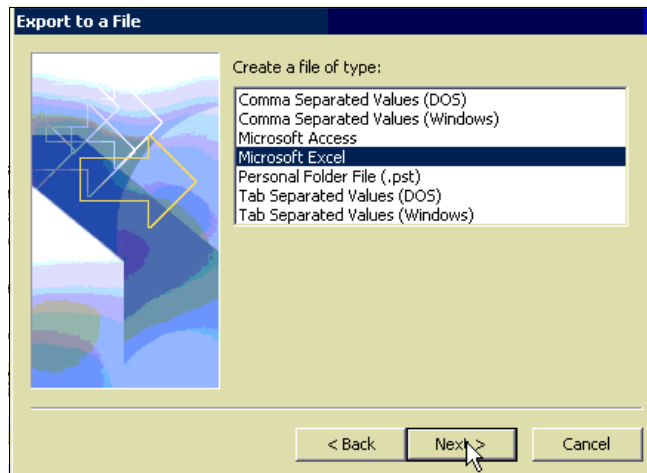 Export to a File
Create a file of type:
Comma Separated Values (DOS)
Comma Separated Values (Windows)
Microsoft Access
Microsoft Excel
Personal Folder File (.pst)
Tab Separated Values (DOS)
Tab Separated Values (Windows)
< Back
Next >
Cancel